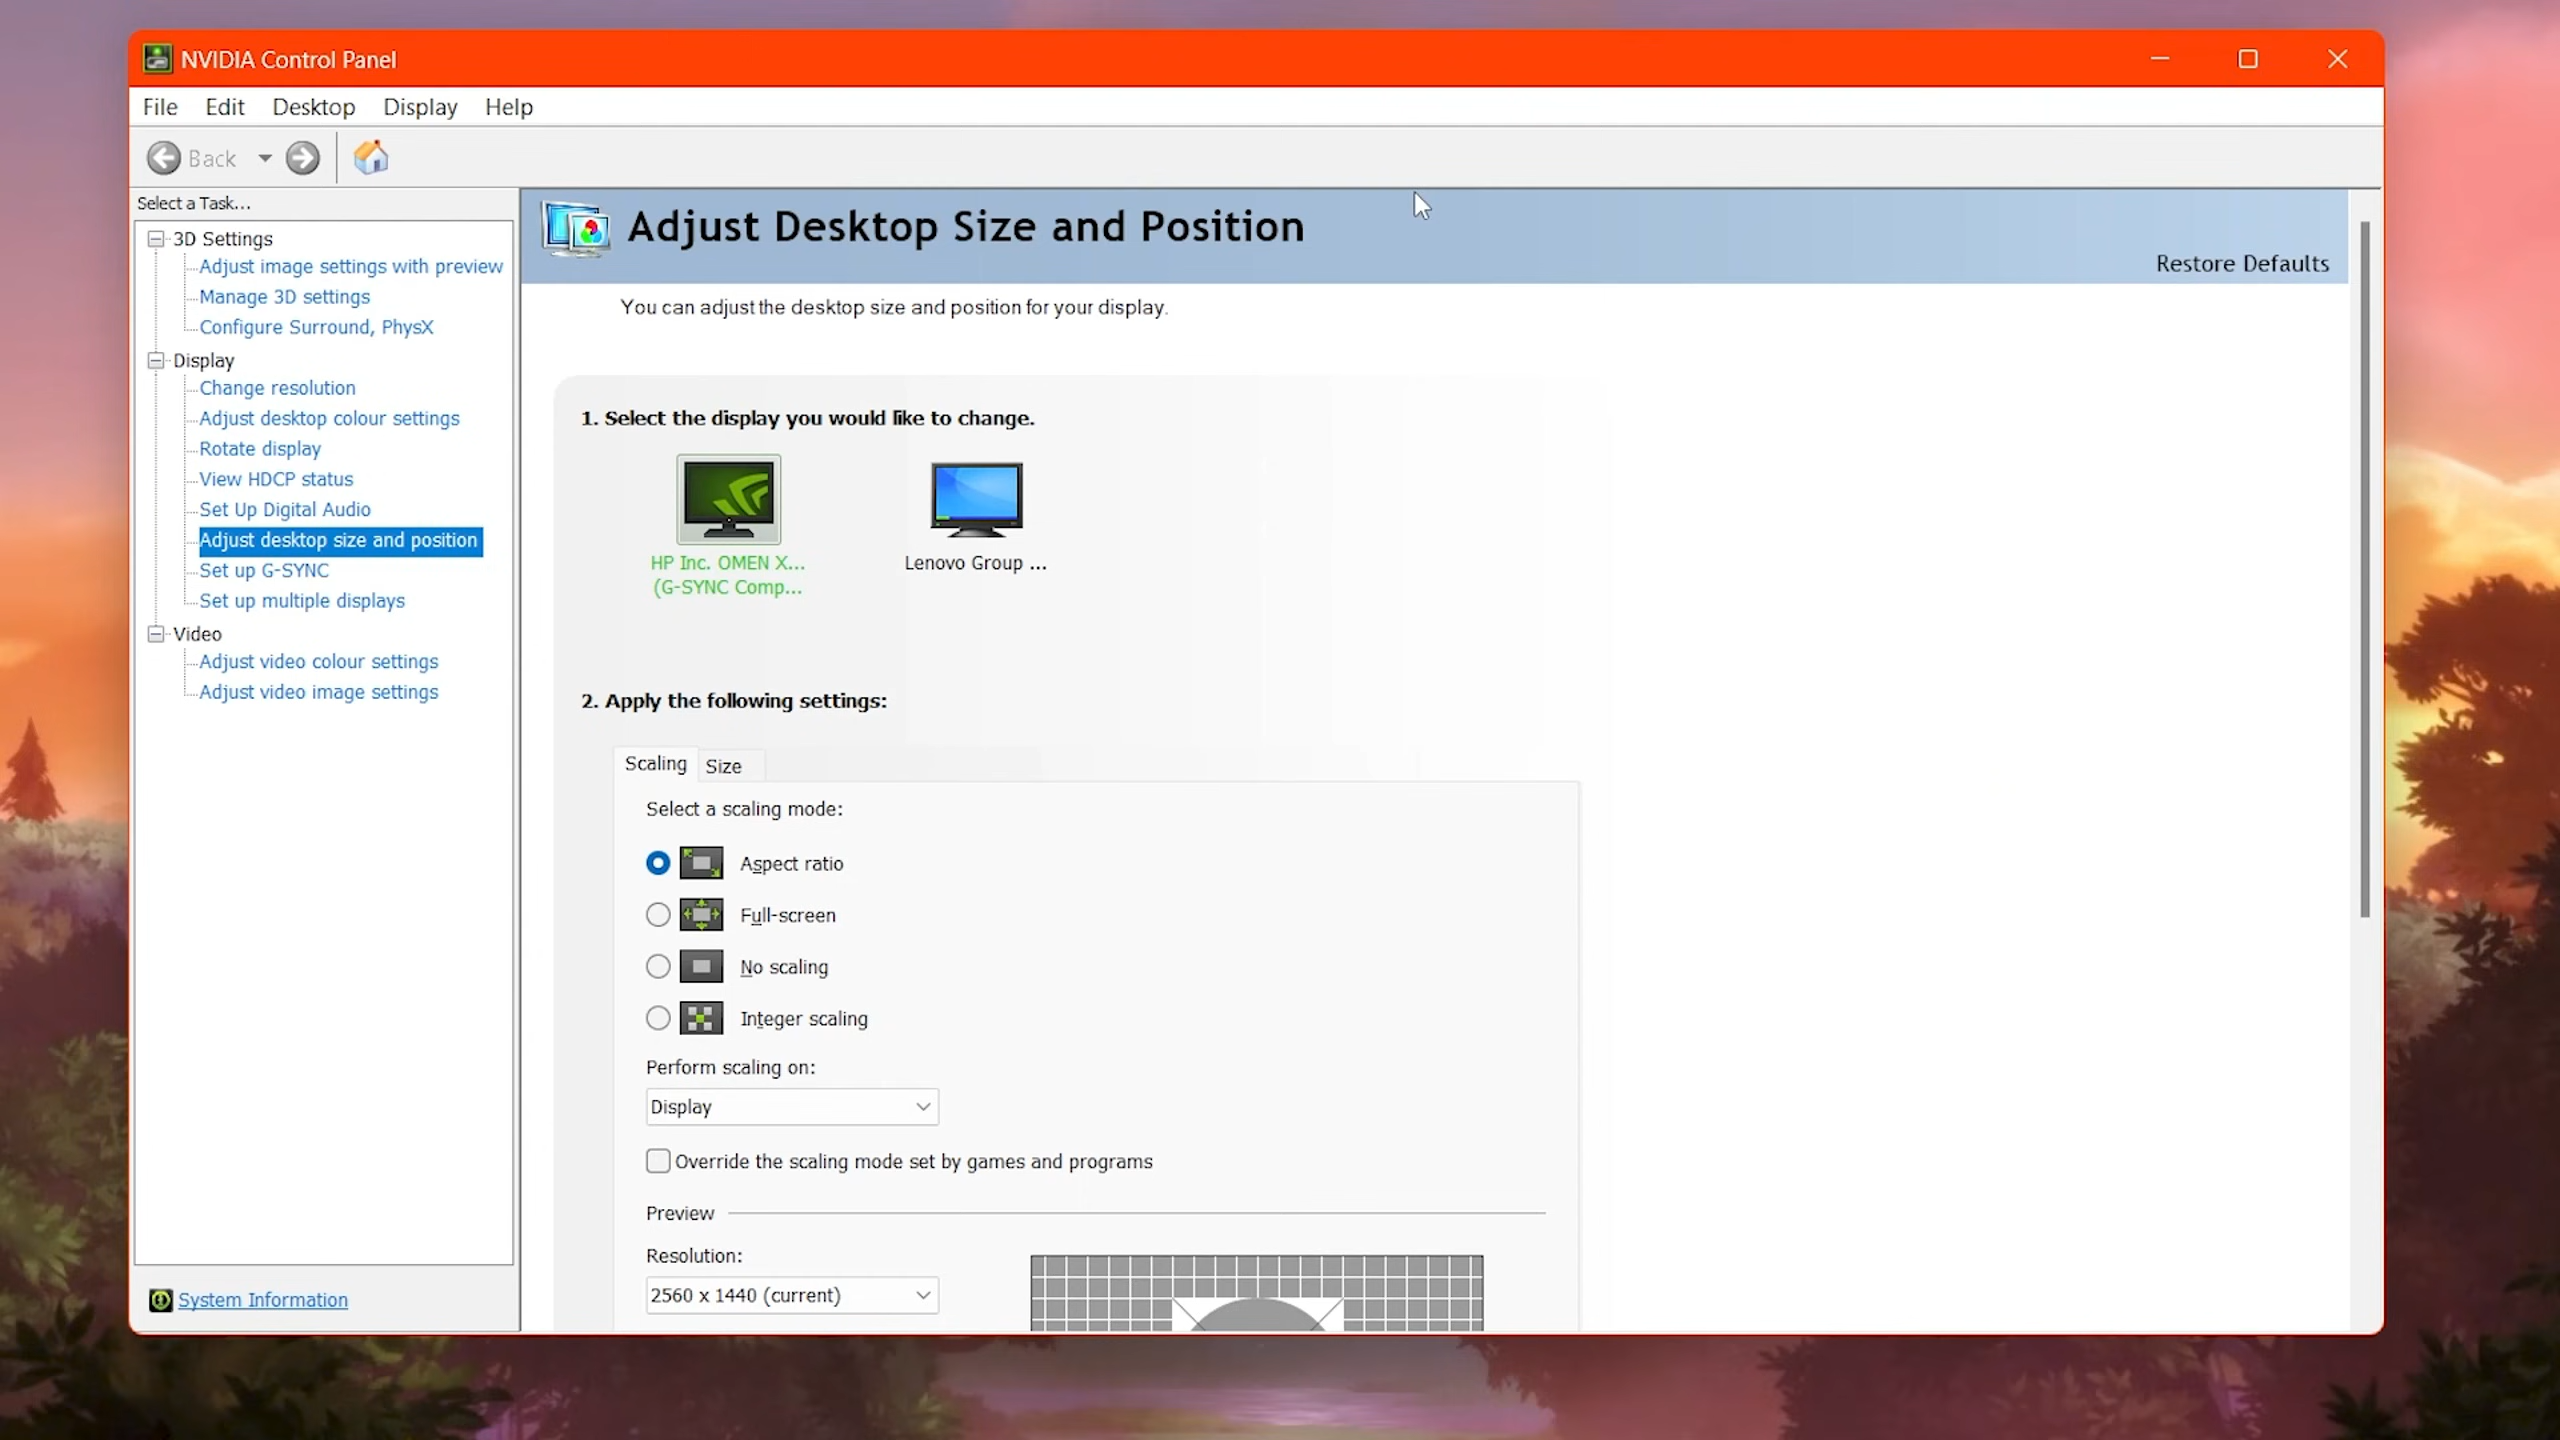 NVIDIA Control Panel
File Edit Desktop Display Help
Back
Select a Task...
3D Settings
Adjust image settings with preview
Manage 3D settings
Configure Surround, PhysX
Display
Change resolution
Adjust desktop colour settings
Rotate display
View HDCP status
Set Up Digital Audio
Adjust desktop size and position
Set up G-SYNC
Set up multiple displays
Video
Adjust video colour settings
Adjust video image settings
System Information
Adjust Desktop Size and Position
Restore Defaults
You can adjust the desktop size and position for your display.
1. Select the display you would like to change.
HP Inc. OMEN X...
(G-SYNC Comp...
Lenovo Group ...
2. Apply the following settings:
Scaling Size
Select a scaling mode:
Aspect ratio
Full-screen
No scaling
Integer scaling
Perform scaling on:
Display
Override the scaling mode set by games and programs
Preview
Resolution:
2560 x 1440 (current)